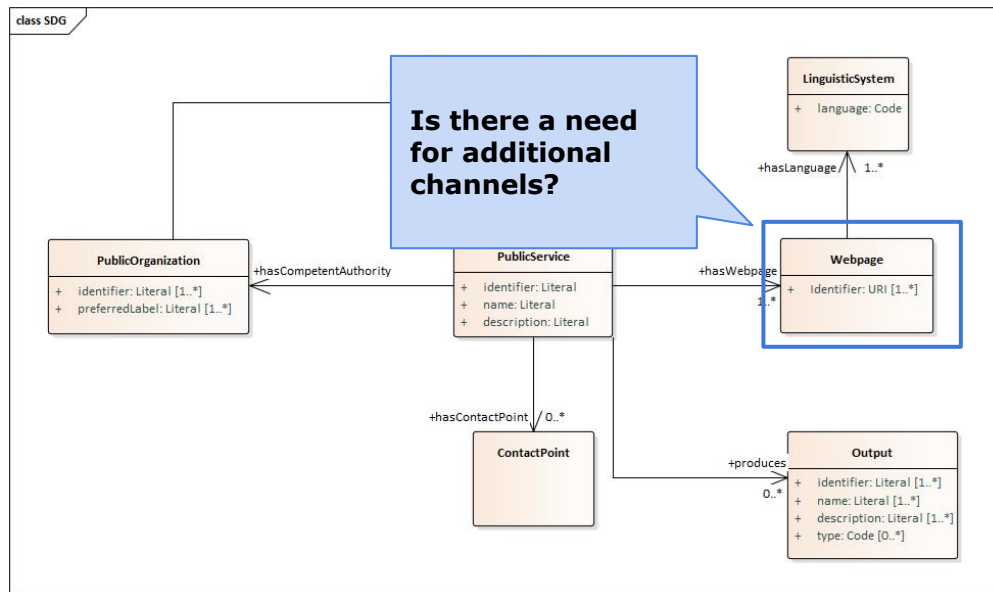 class SDG
LinguisticSystem
+ language: Code
Is there a need
for additional
channels?
+hasLanguage
1..*
PublicOrganization
+ identifier: Literal [1..*]
+ preferredLabel: Literal [1..*]
+hasCompetentAuthority
PublicService
+ identifier: Literal
+ name: Literal
+ description: Literal
+hasWebpage
1..*
Webpage
+ Identifier: URI [1..*]
+hasContactPoint
0..*
ContactPoint
+produces
0..*
Output
+ identifier: Literal [1..*]
+ name: Literal [1..*]
+ description: Literal [1..*]
+ type: Code [0..*]